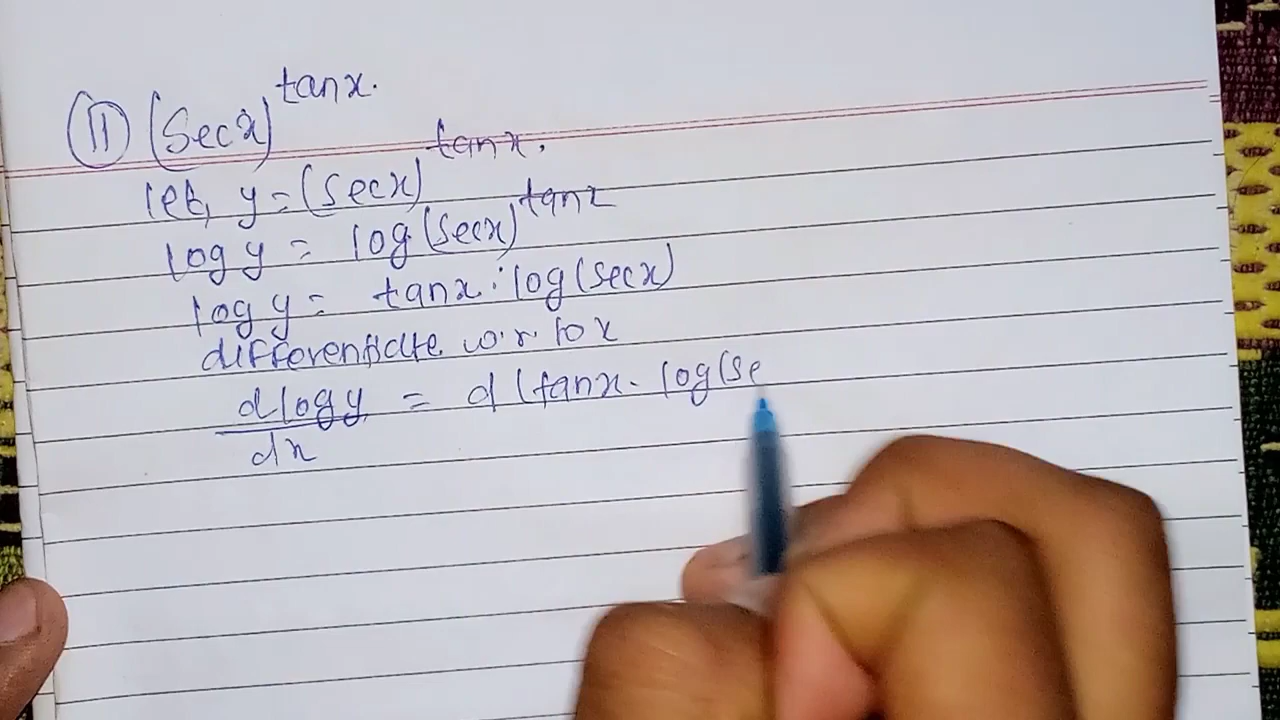 (11) (Secx)^tanx.
let, y = (secx)^tanx.
log y = log (secx)^tanx
log y = tanx · log (secx)
differentiate w.r. to x
d log y / dx = d (tanx · log (se